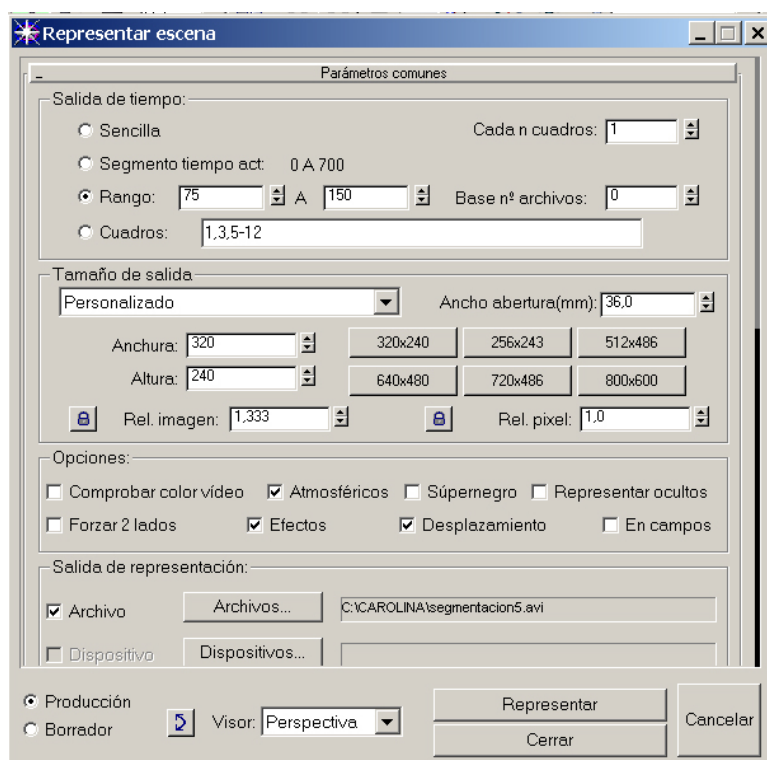 Representar escena
Parámetros comunes
Salida de tiempo:
Sencilla Cada n cuadros: 1
Segmento tiempo act: 0 A 700
Rango: 75 A 150 Base nº archivos: 0
Cuadros: 1,3,5-12
Tamaño de salida
Personalizado Ancho abertura(mm): 36,0
Anchura: 320 320x240 256x243 512x486
Altura: 240 640x480 720x486 800x600
Rel. imagen: 1,333 Rel. pixel: 1,0
Opciones:
Comprobar color vídeo Atmosféricos Súpernegro Representar ocultos
Forzar 2 lados Efectos Desplazamiento En campos
Salida de representación:
Archivo Archivos... C:\CAROLINA\segmentacion5.avi
Dispositivo Dispositivos...
Producción Representar
Borrador Visor: Perspectiva Cancelar
Cerrar